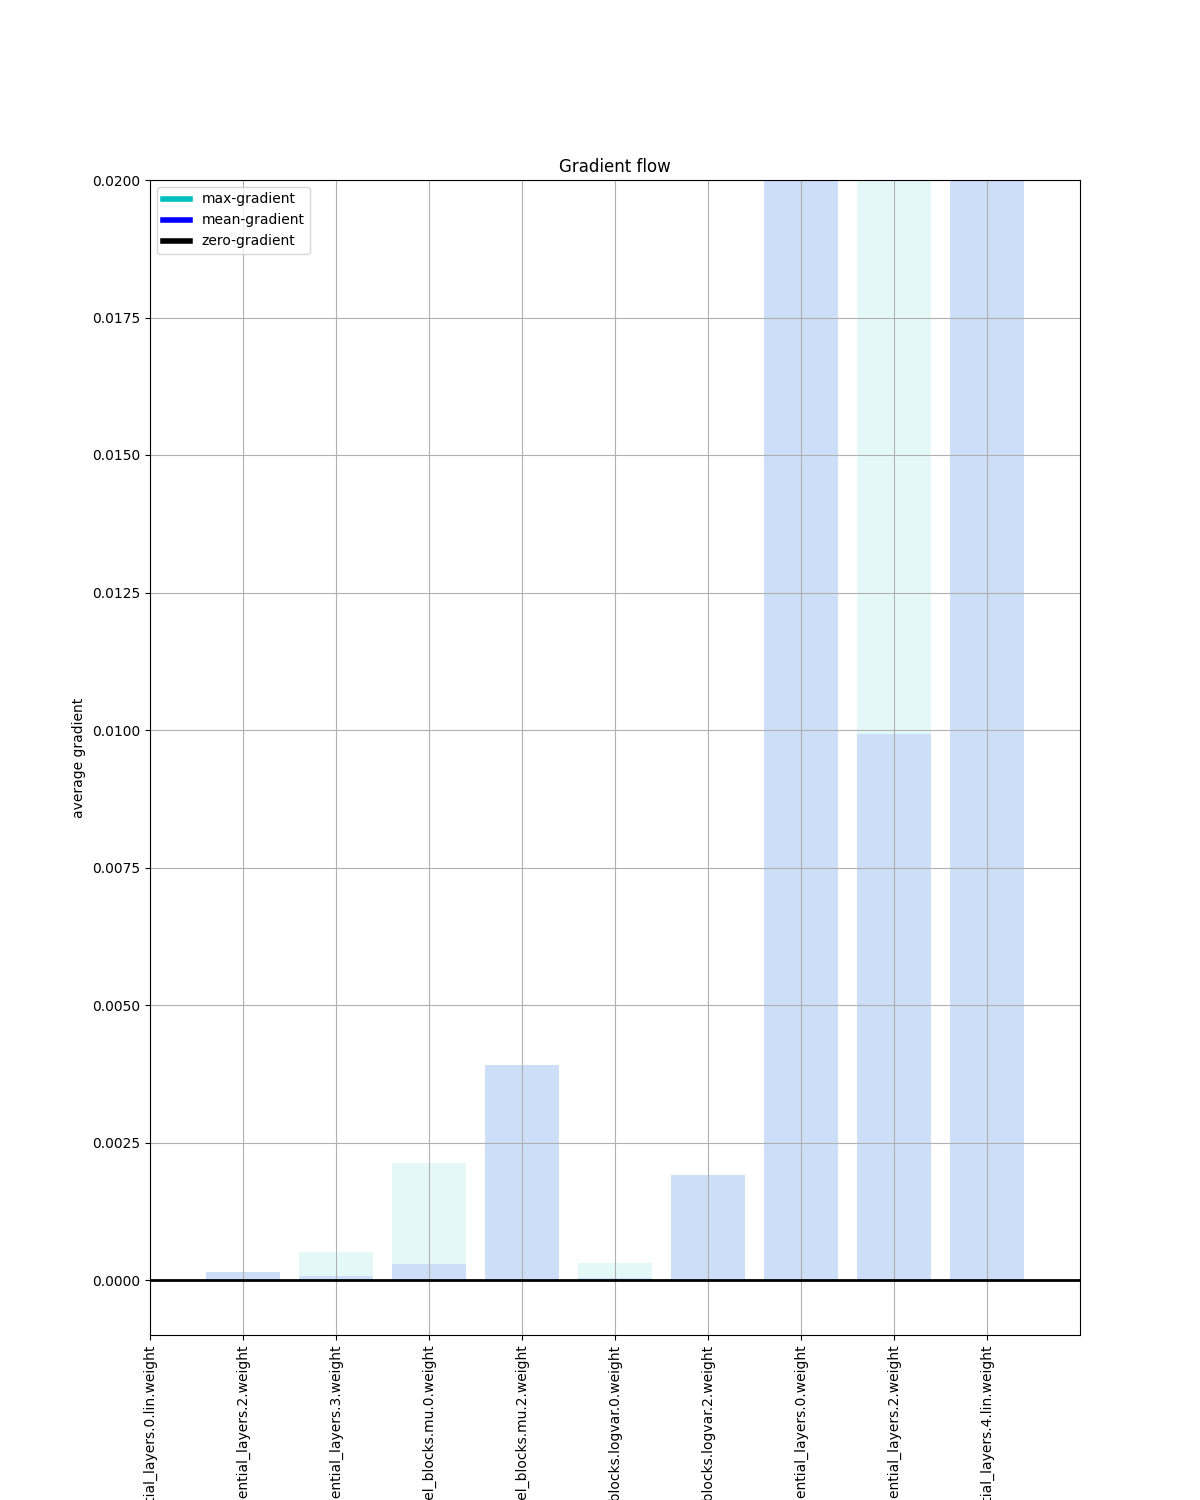 Gradient flow
max-gradient
mean-gradient
zero-gradient
0.0200
0.0175
0.0150
0.0125
0.0100
0.0075
0.0050
0.0025
0.0000
average gradient
tial_layers.0.lin.weight
ential_layers.2.weight
ential_layers.3.weight
el_blocks.mu.0.weight
el_blocks.mu.2.weight
blocks.logvar.0.weight
blocks.logvar.2.weight
ential_layers.0.weight
ential_layers.2.weight
tial_layers.4.lin.weight